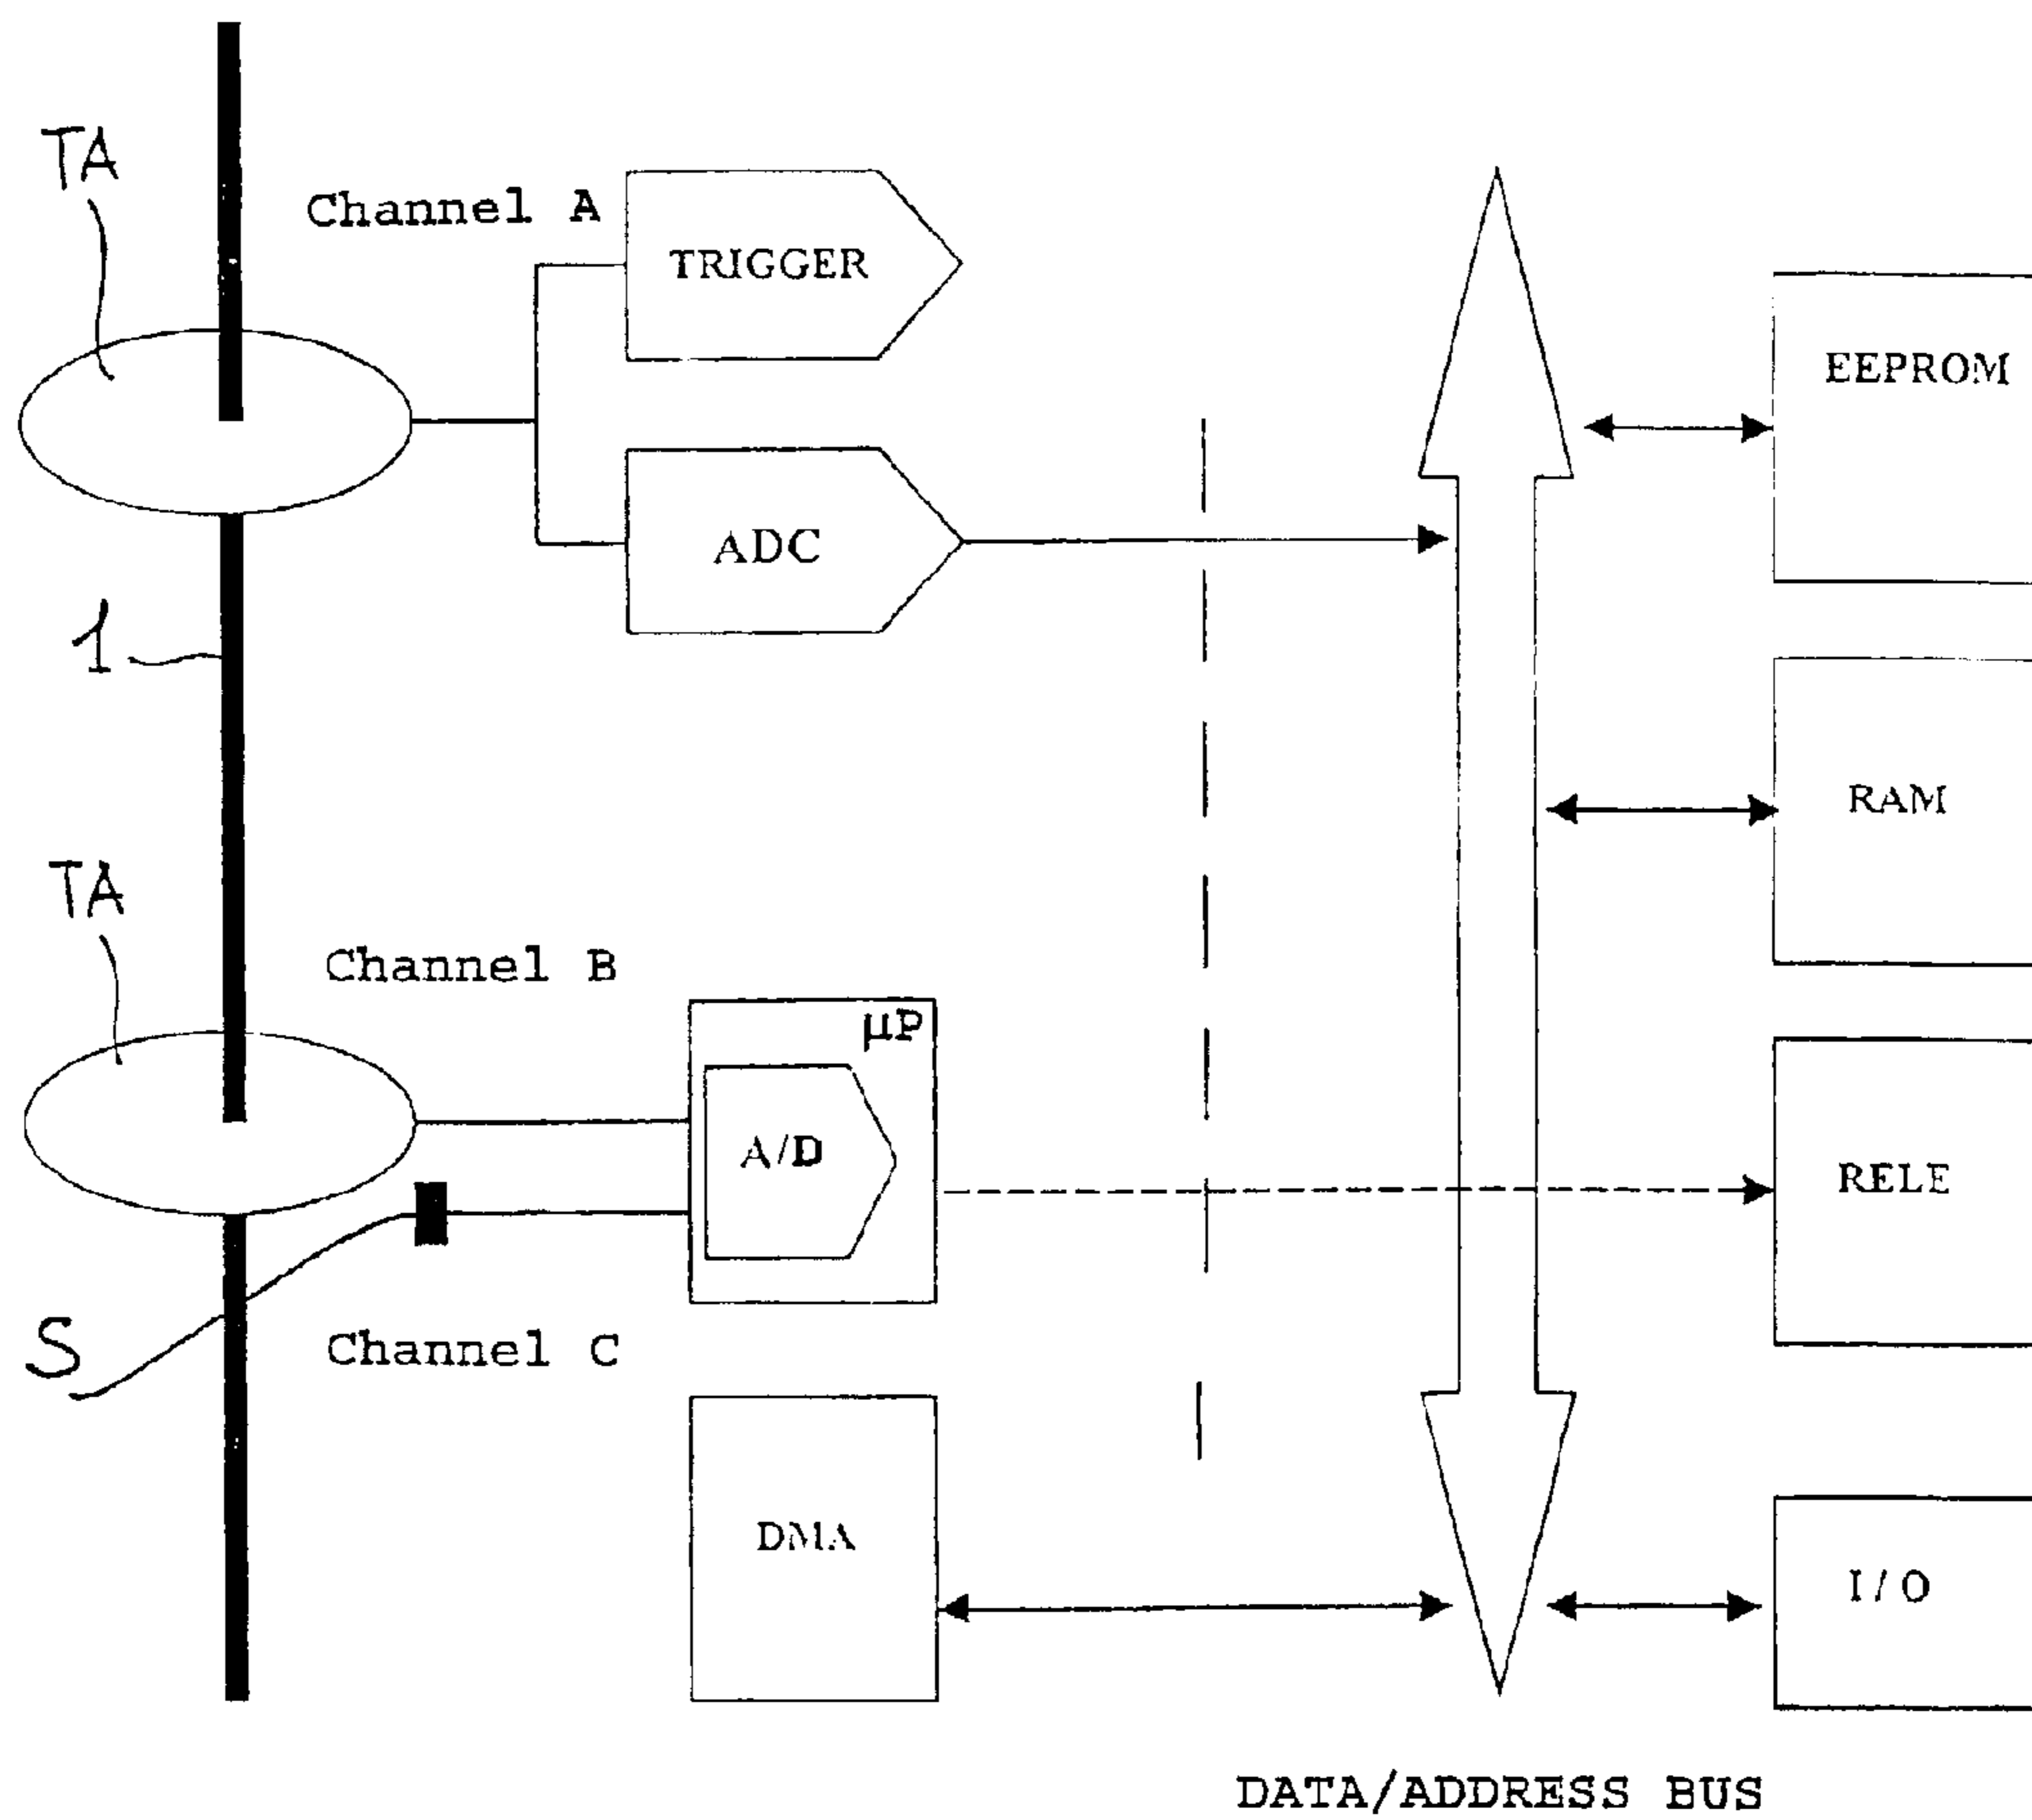 TA
Channel A
TRIGGER
EEPROM
ADC
1
RAM
TA
Channel B
µP
A/D
RELE
S
Channel C
DMA
I/O
DATA/ADDRESS BUS